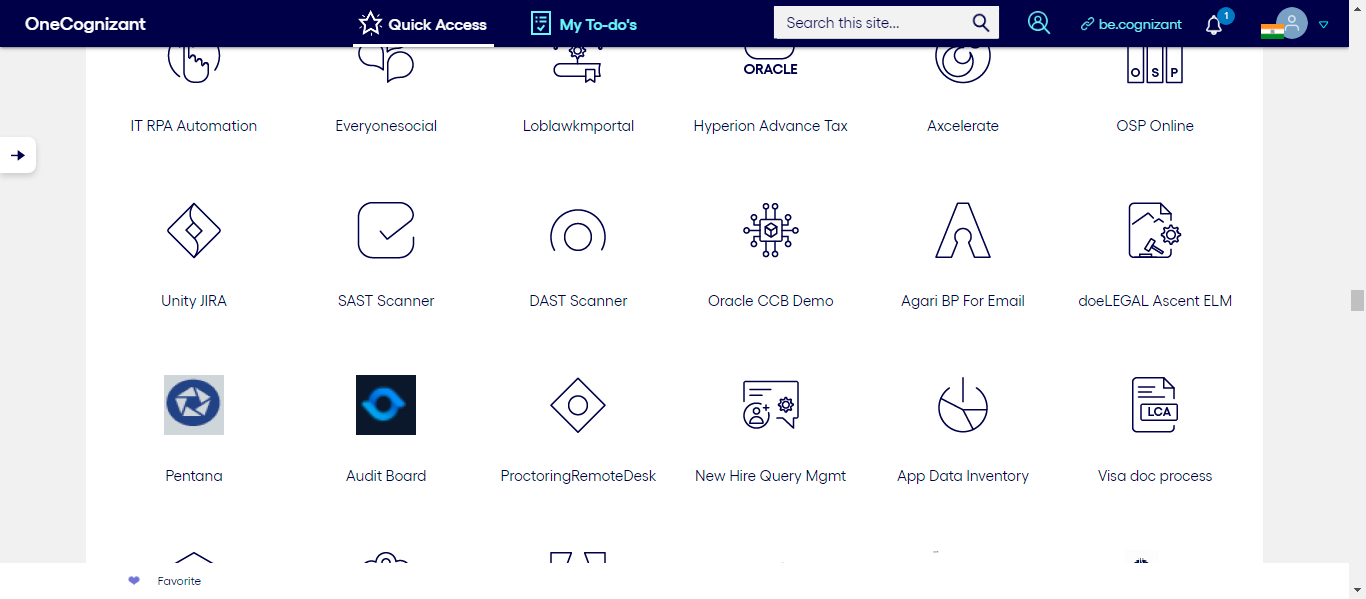 OneCognizant
Quick Access
My To-do's
Search this site...
be.cognizant
1
ORACLE
O S P
IT RPA Automation
Everyonesocial
Loblawkmportal
Hyperion Advance Tax
Axcelerate
OSP Online
Unity JIRA
SAST Scanner
DAST Scanner
Oracle CCB Demo
Agari BP For Email
doeLEGAL Ascent ELM
LCA
Pentana
Audit Board
ProctoringRemoteDesk
New Hire Query Mgmt
App Data Inventory
Visa doc process
Favorite